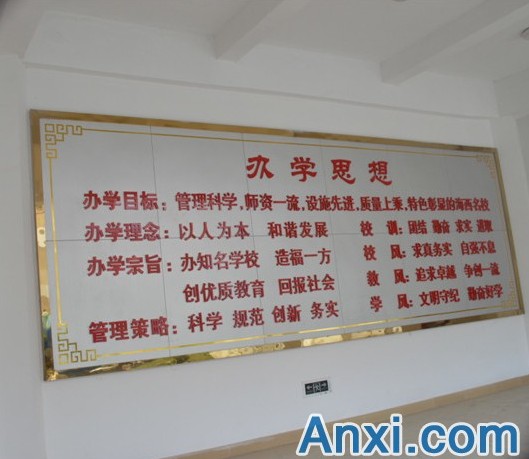 办学思想
办学目标：管理科学，师资一流，设施先进，质量上乘，特色彰显的海西名校
办学理念：以人为本 和谐发展 校 训：团结 勤奋 求实 进取
办学宗旨：办知名学校 造福一方 校 风：求真务实 自强不息
创优质教育 回报社会 教 风：追求卓越 争创一流
管理策略：科学 规范 创新 务实 学 风：文明守纪 勤奋好学
Anxi.com